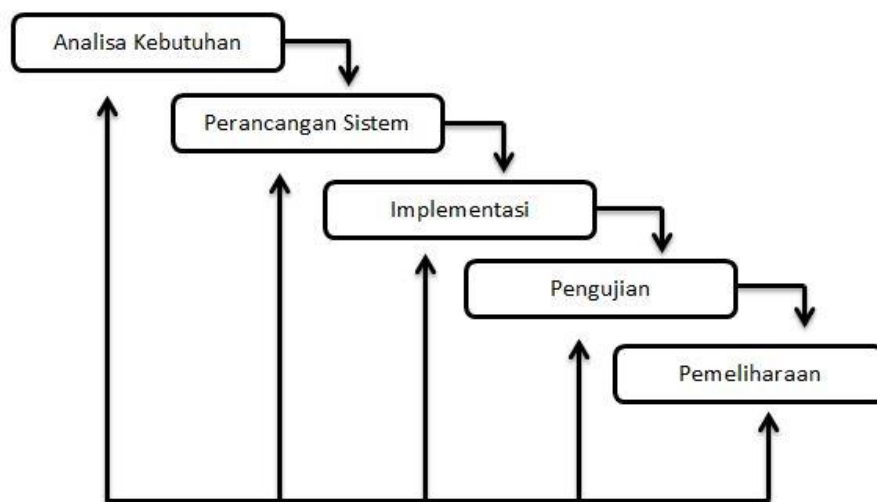 Analisa Kebutuhan
Perancangan Sistem
Implementasi
Pengujian
Pemeliharaan